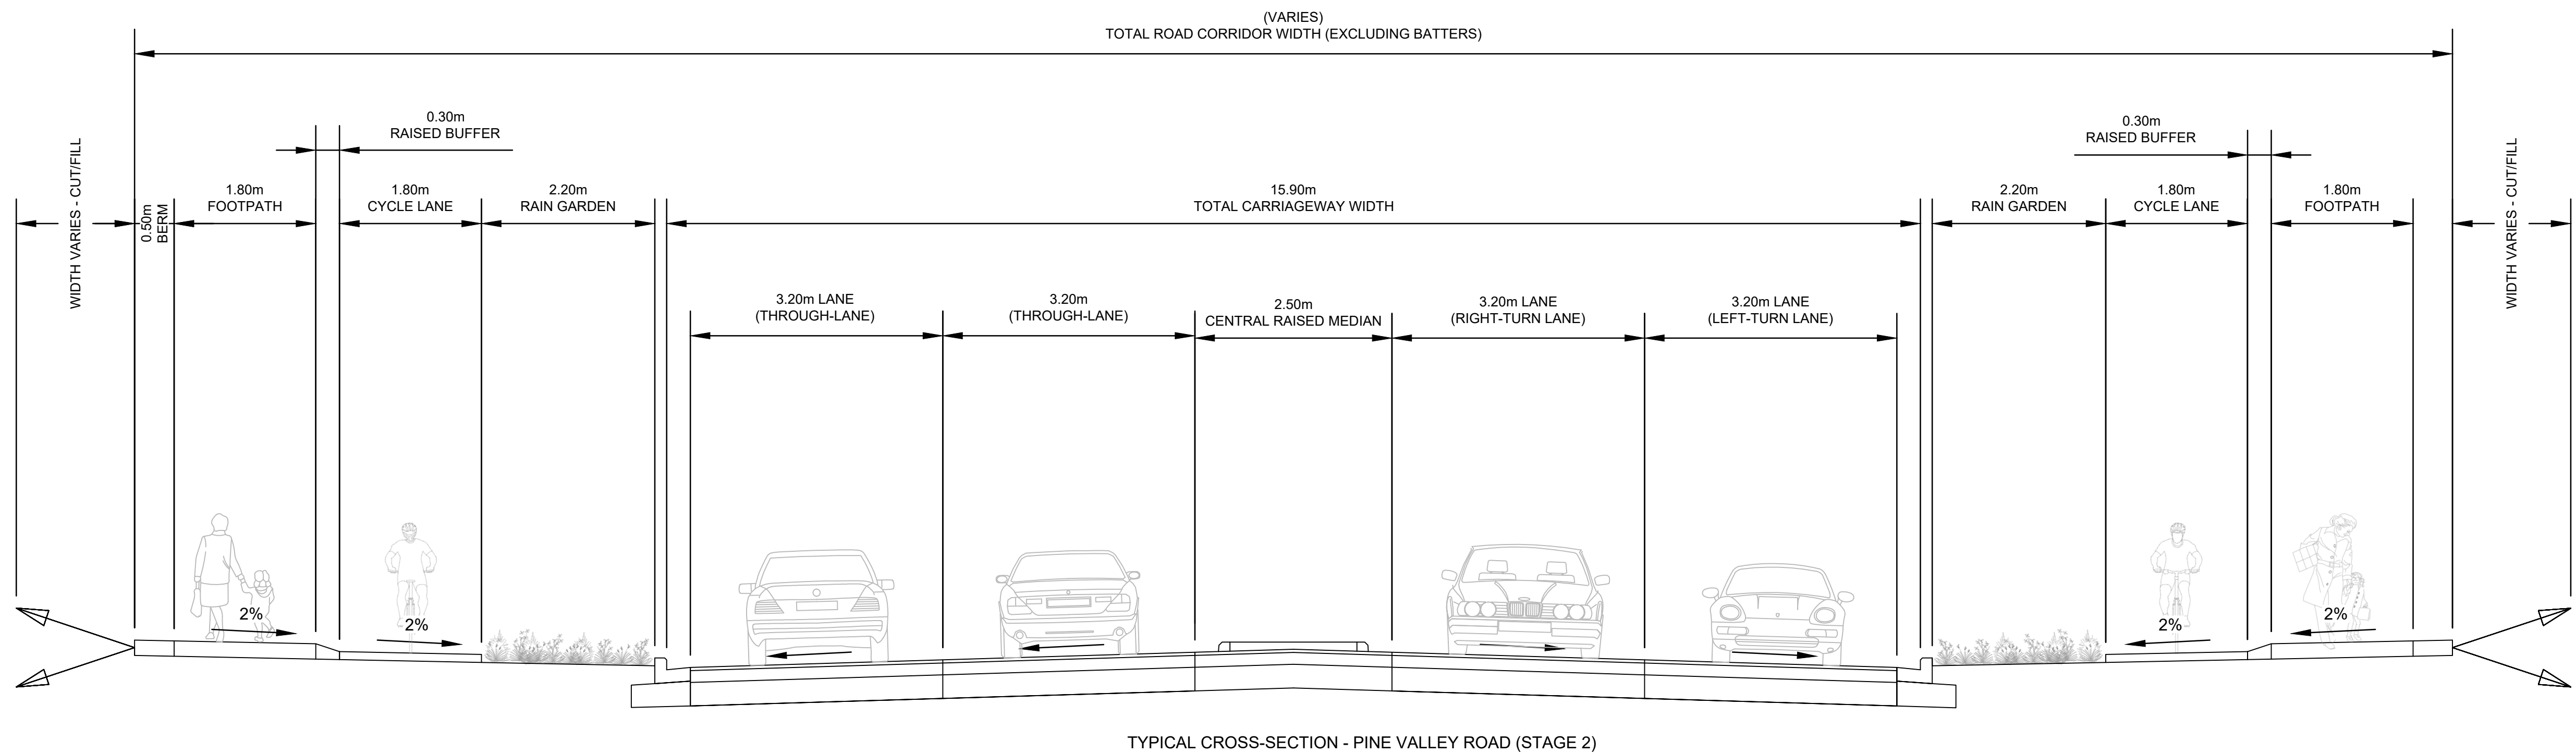 (VARIES)
TOTAL ROAD CORRIDOR WIDTH (EXCLUDING BATTERS)
0.30m
RAISED BUFFER
0.30m
RAISED BUFFER
WIDTH VARIES - CUT/FILL
0.50m
BERM
1.80m
FOOTPATH
1.80m
CYCLE LANE
2.20m
RAIN GARDEN
15.90m
TOTAL CARRIAGEWAY WIDTH
2.20m
RAIN GARDEN
1.80m
CYCLE LANE
1.80m
FOOTPATH
WIDTH VARIES - CUT/FILL
3.20m LANE
(THROUGH-LANE)
3.20m
(THROUGH-LANE)
2.50m
CENTRAL RAISED MEDIAN
3.20m LANE
(RIGHT-TURN LANE)
3.20m LANE
(LEFT-TURN LANE)
2%
2%
2%
2%
TYPICAL CROSS-SECTION - PINE VALLEY ROAD (STAGE 2)